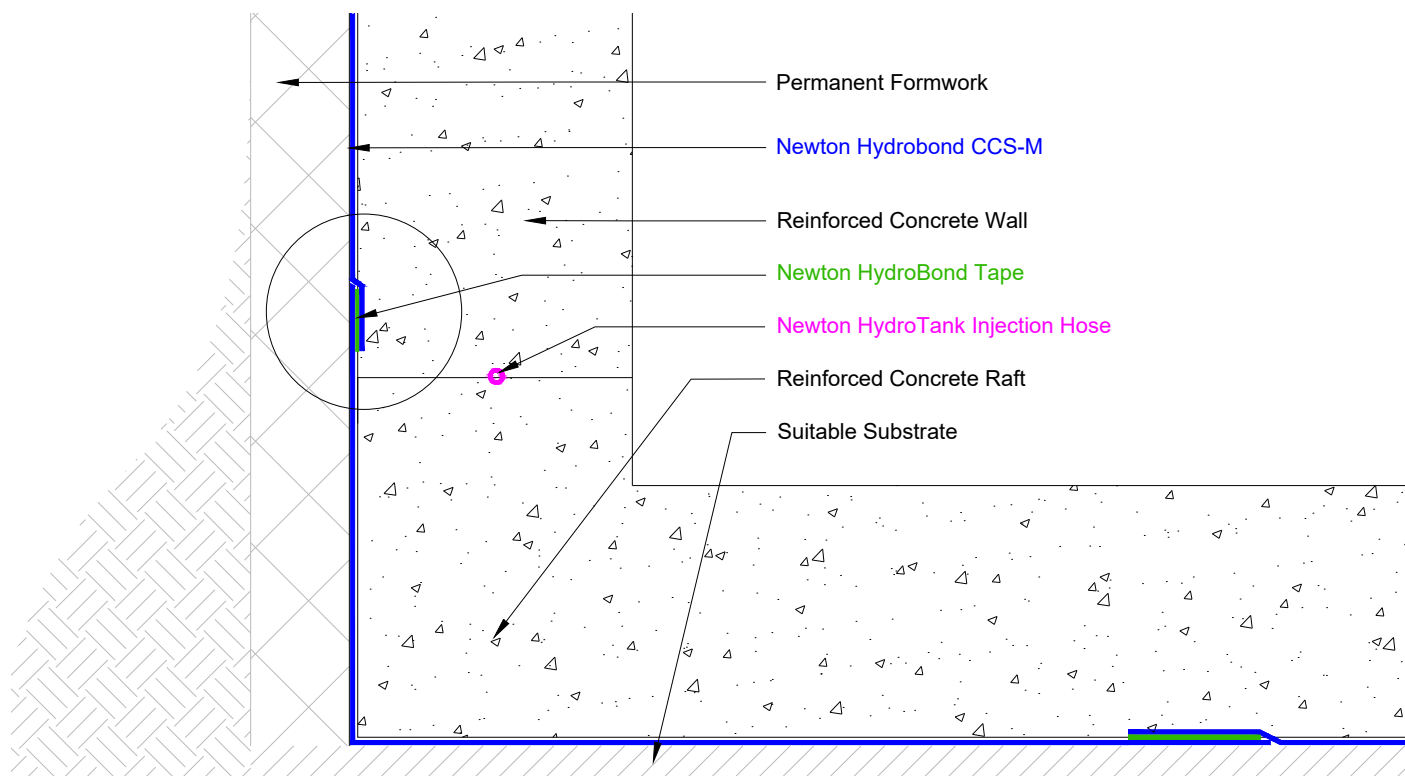 Permanent Formwork
Newton Hydrobond CCS-M
Reinforced Concrete Wall
Newton HydroBond Tape
Newton HydroTank Injection Hose
Reinforced Concrete Raft
Suitable Substrate